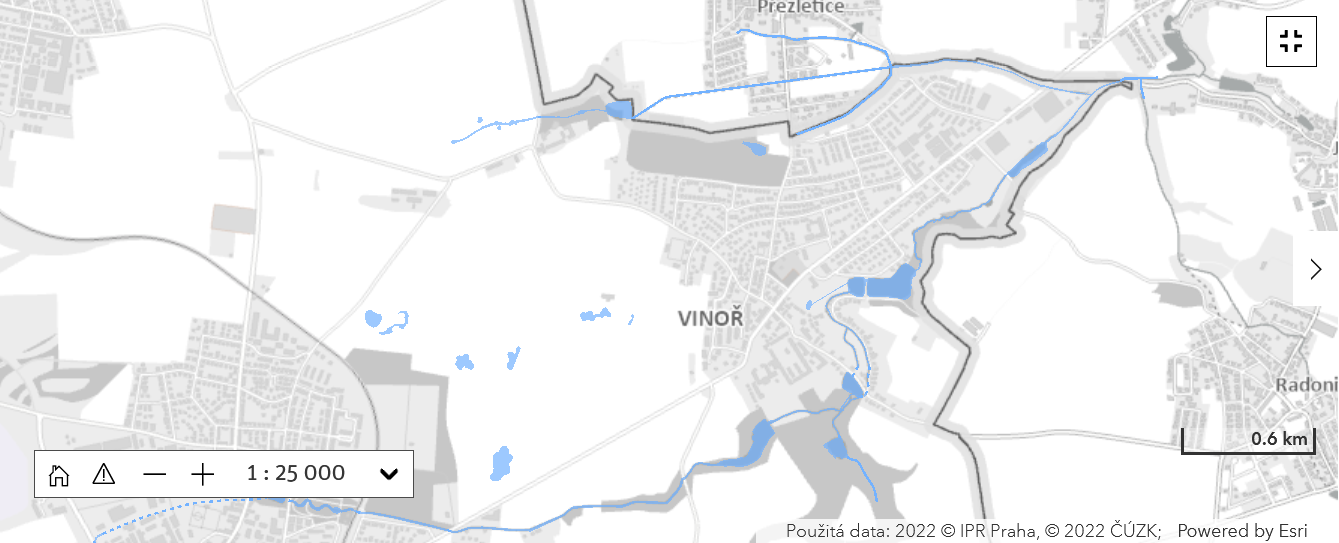 Přezletice
VINOŘ
Radoni
0.6 km
1 : 25 000
Použitá data: 2022 © IPR Praha, © 2022 ČÚZK; Powered by Esri